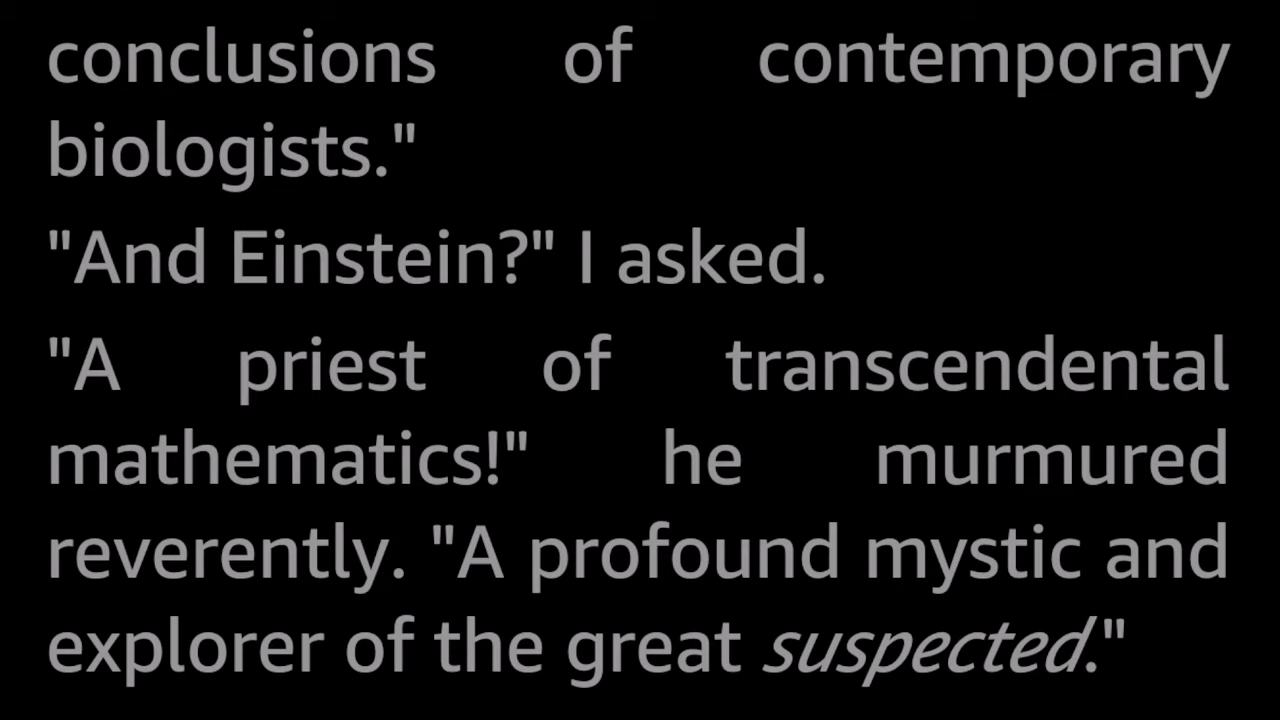 conclusions of contemporary
biologists."
"And Einstein?" I asked.
"A priest of transcendental
mathematics!" he murmured
reverently. "A profound mystic and
explorer of the great suspected."